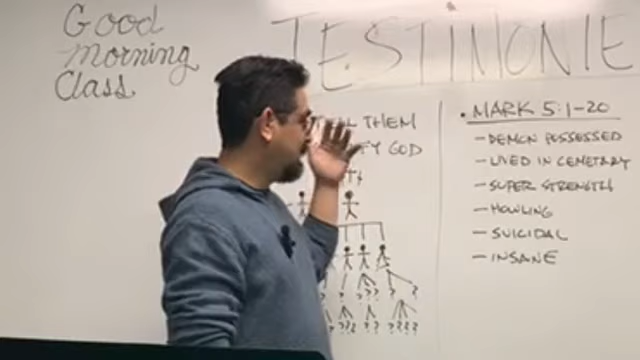 Good
Morning
Class
TESTIMONIE
THEM
GOD
• MARK 5:1-20
- DEMON POSSESSED
- LIVED IN CEMETARY
- SUPER STRENGTH
- HOWLING
- SUICIDAL
- INSANE
? ? ?
? ? ? ?